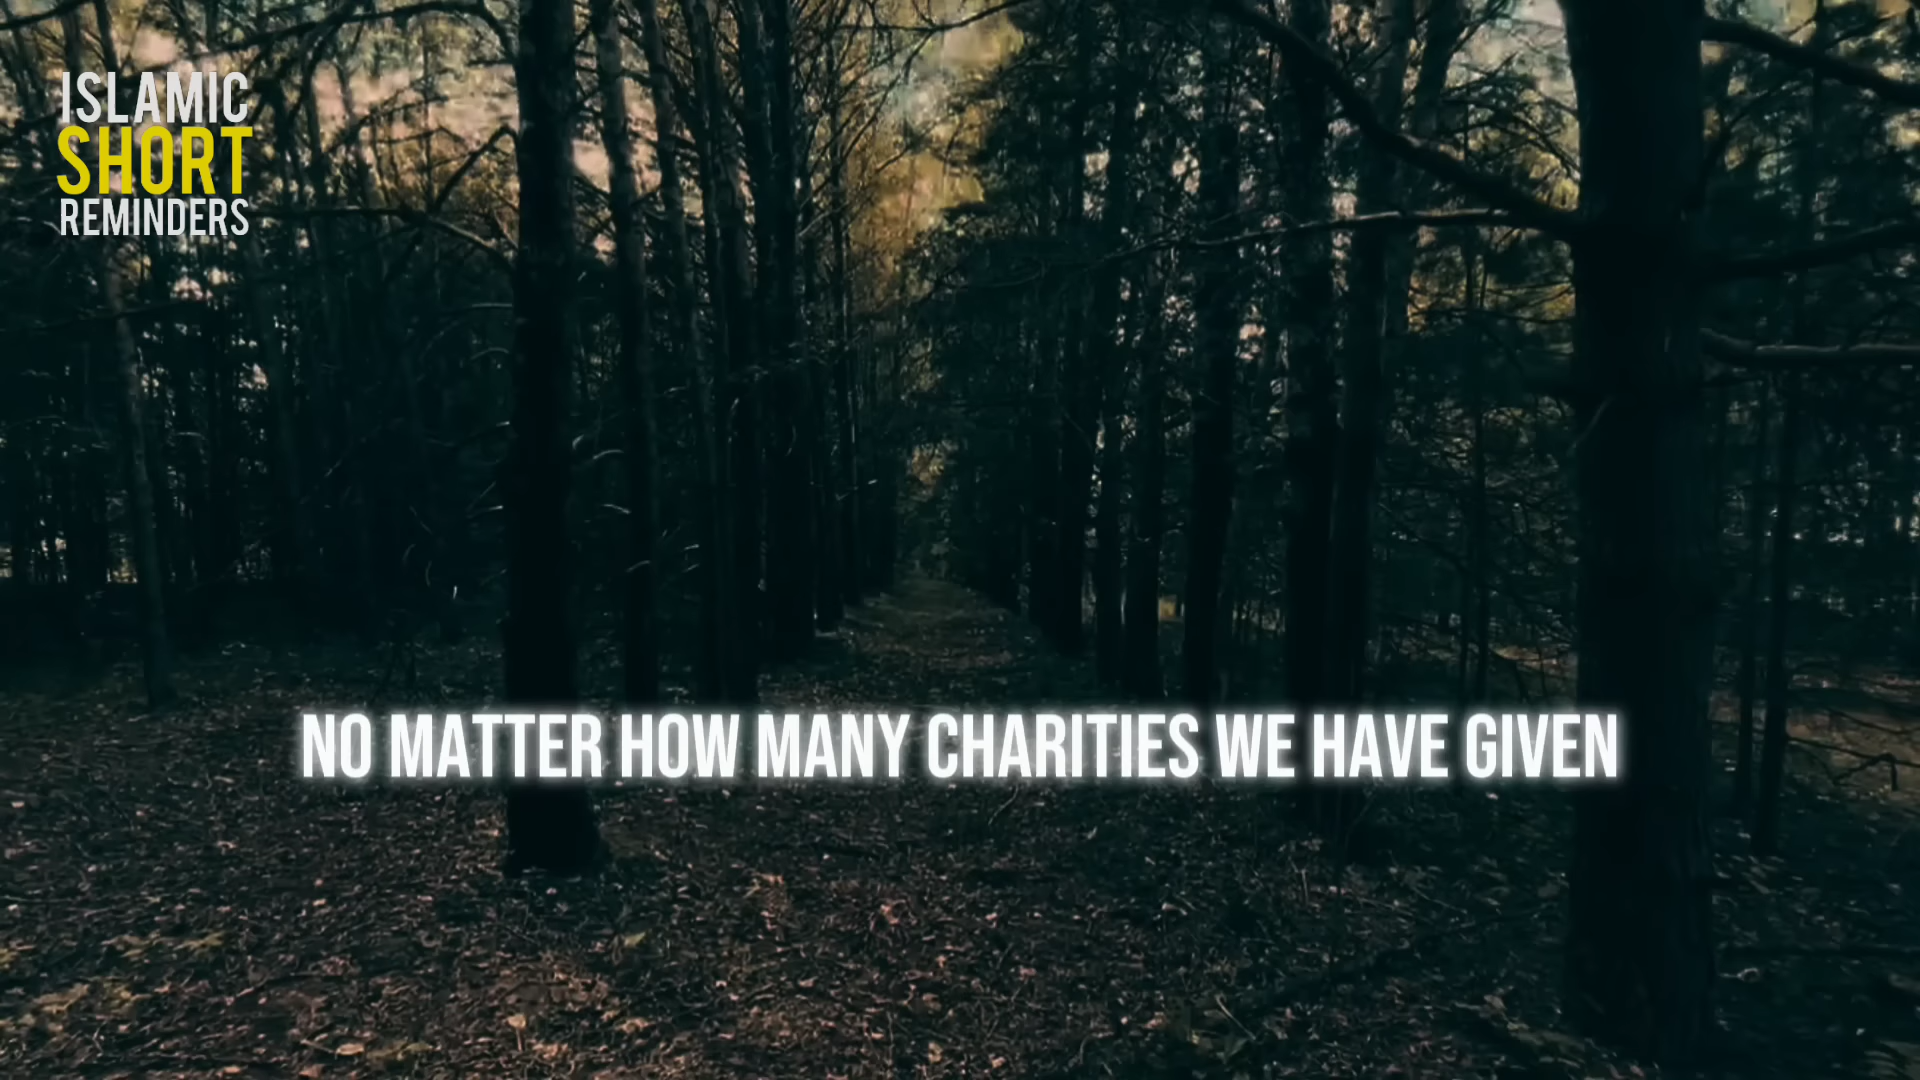 ISLAMIC
SHORT
REMINDERS
NO MATTER HOW MANY CHARITIES WE HAVE GIVEN